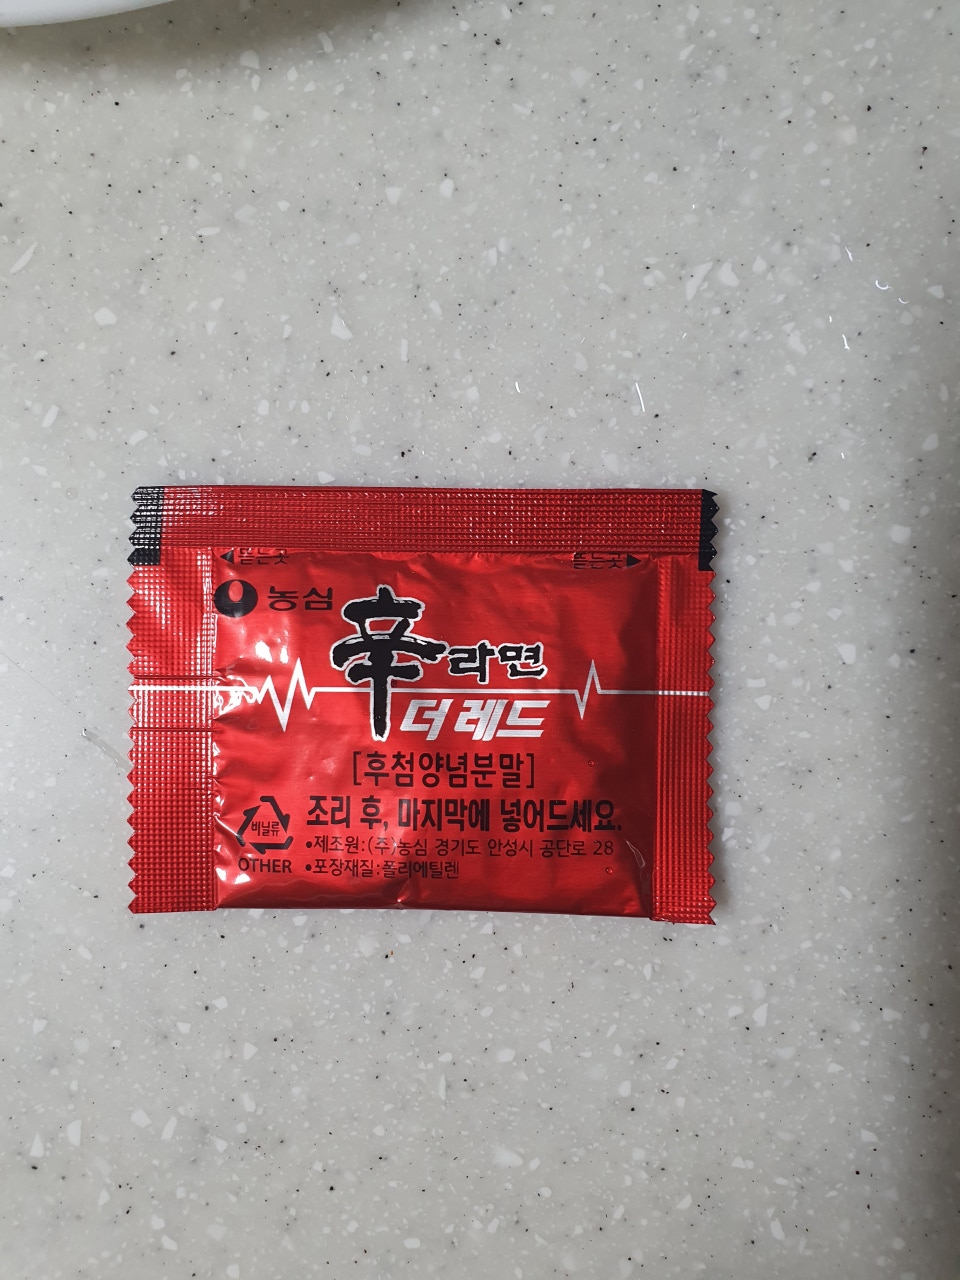 ◀뜯는곳 뜯는곳▶
농심
辛라면
더 레드
[후첨양념분말]
조리 후, 마지막에 넣어드세요.
비닐류
OTHER
•제조원:(주)농심 경기도 안성시 공단로 28
•포장재질:폴리에틸렌